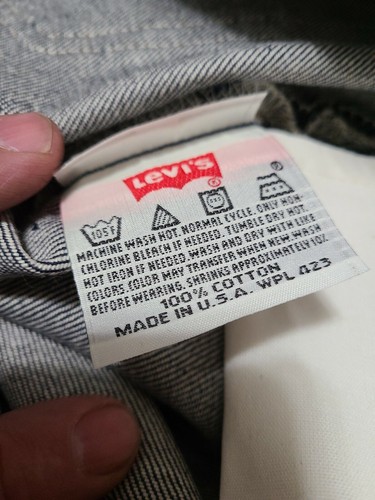 Levi's
®
®
050
MACHINE WASH HOT. NORMAL CYCLE. ONLY NON-
CHLORINE BLEACH IF NEEDED. TUMBLE DRY HOT.
HOT IRON IF NEEDED. WASH AND DRY WITH LIKE
COLORS. COLOR MAY TRANSFER WHEN NEW. WASH
BEFORE WEARING. SHRINKS APPROXIMATELY 10%.
100% COTTON
MADE IN U.S.A. WPL 423